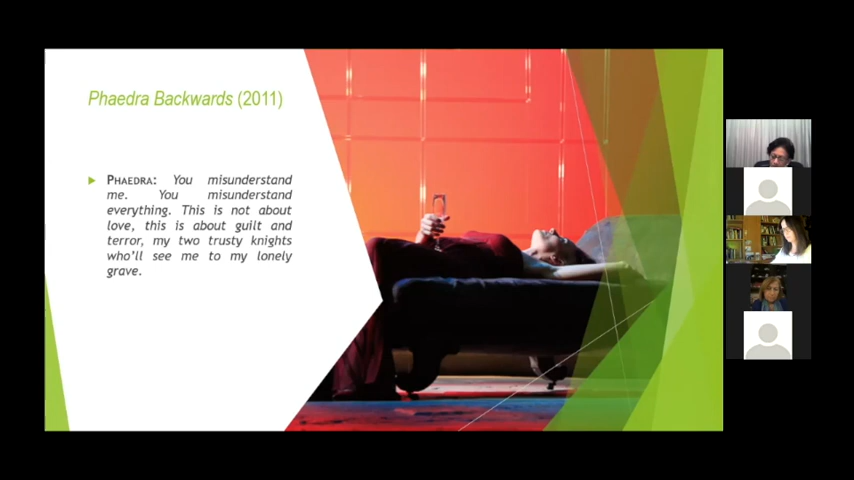 Phaedra Backwards (2011)
PHAEDRA: You misunderstand
me. You misunderstand
everything. This is not about
love, this is about guilt and
terror, my two trusty knights
who'll see me to my lonely
grave.